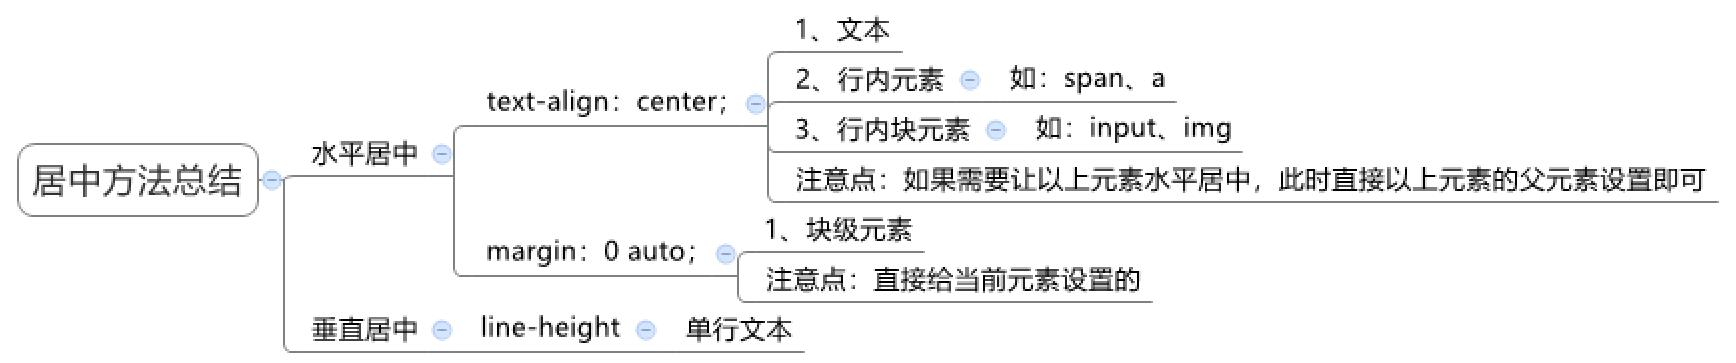 居中方法总结
水平居中
text-align：center；
1、文本
2、行内元素 如：span、a
3、行内块元素 如：input、img
注意点：如果需要让以上元素水平居中，此时直接以上元素的父元素设置即可
margin：0 auto；
1、块级元素
注意点：直接给当前元素设置的
垂直居中 line-height 单行文本